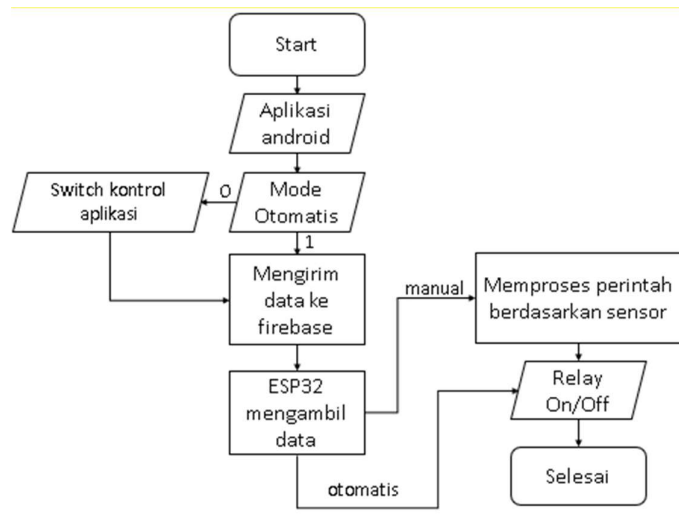 Start
Aplikasi
android
Switch kontrol
aplikasi
0
Mode
Otomatis
1
Mengirim
data ke
firebase
manual
Memproses perintah
berdasarkan sensor
ESP32
mengambil
data
Relay
On/Off
otomatis
Selesai